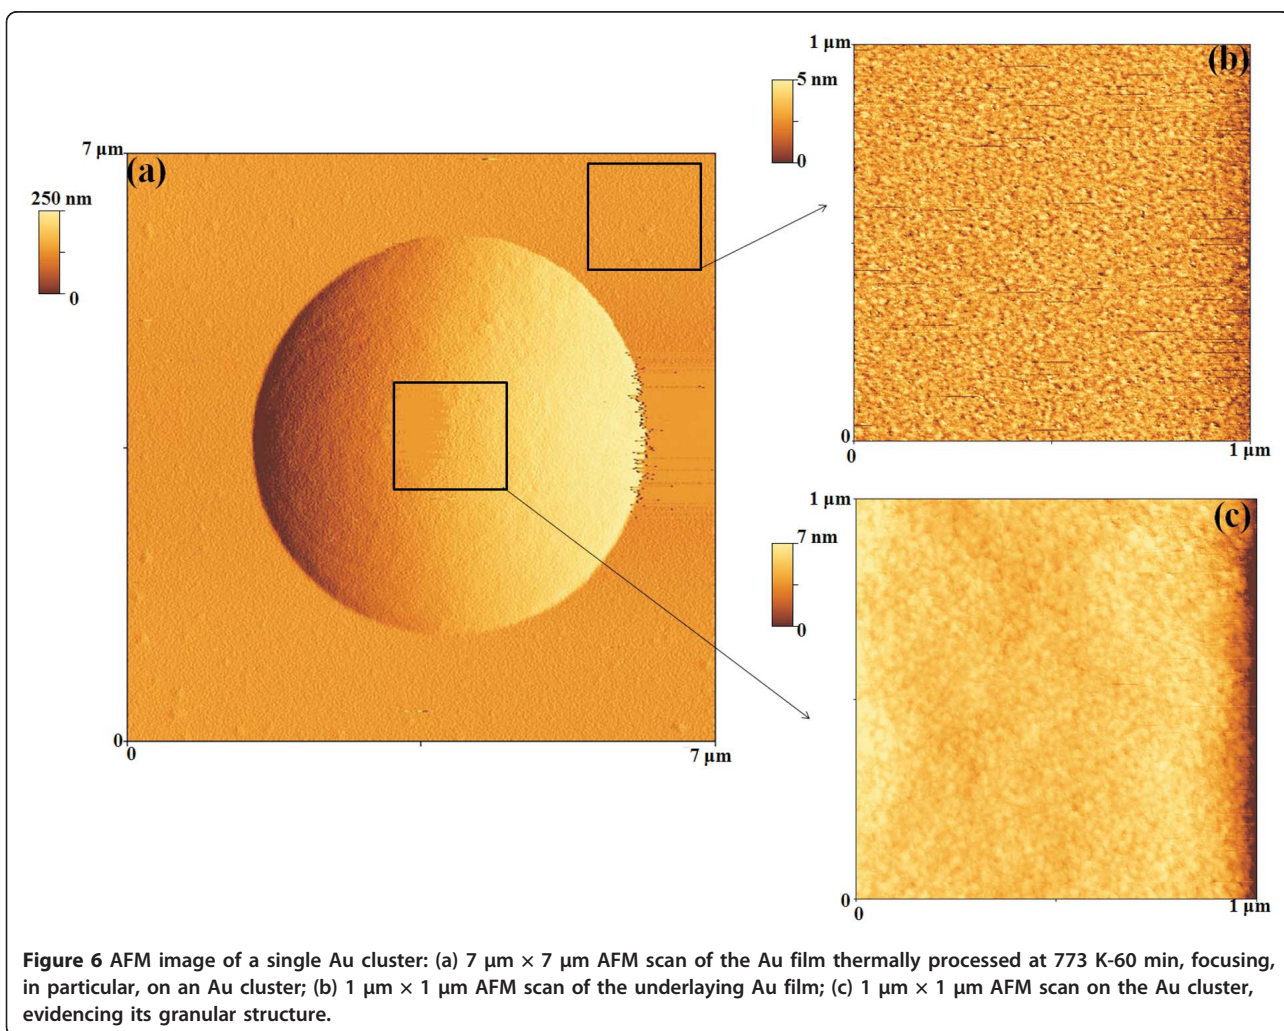 1 µm
(b)
5 nm
0
0
0
1 µm
7 µm
(a)
250 nm
0
0
0
7 µm
1 µm
(c)
7 nm
0
0
0
1 µm
Figure 6 AFM image of a single Au cluster: (a) 7 µm × 7 µm AFM scan of the Au film thermally processed at 773 K-60 min, focusing,
in particular, on an Au cluster; (b) 1 µm × 1 µm AFM scan of the underlaying Au film; (c) 1 µm × 1 µm AFM scan on the Au cluster,
evidencing its granular structure.